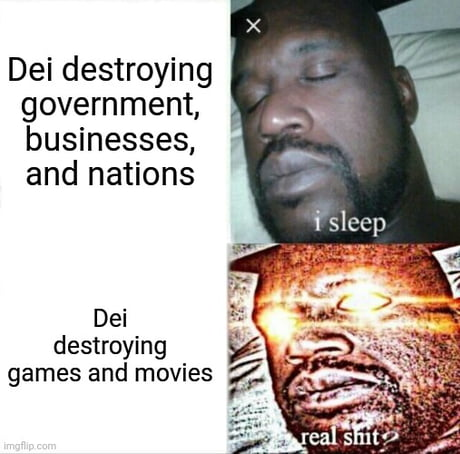 Dei destroying
government,
businesses,
and nations
i sleep
Dei
destroying
games and movies
real shit?
imgflip.com